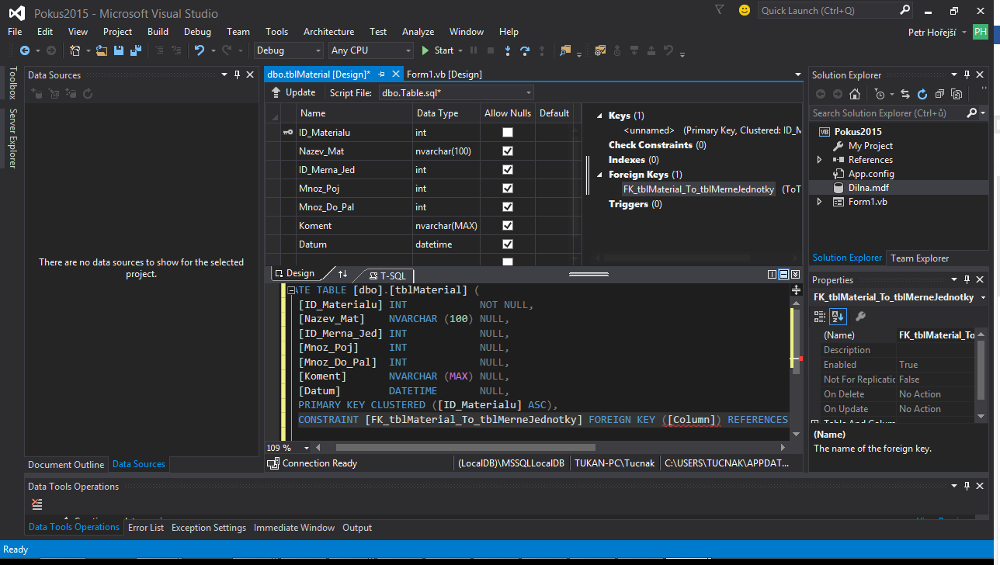 Pokus2015 - Microsoft Visual Studio
Quick Launch (Ctrl+Q)
File Edit View Project Build Debug Team Tools Architecture Test Analyze Window Help
Petr Hořejší PH
Debug Any CPU Start
Toolbox
Server Explorer
Data Sources
There are no data sources to show for the selected
project.
Document Outline Data Sources
dbo.tblMaterial [Design]* Form1.vb [Design]
Update Script File: dbo.Table.sql*
Name Data Type Allow Nulls Default
ID_Materialu int
Nazev_Mat nvarchar(100)
ID_Merna_Jed int
Mnoz_Poj int
Mnoz_Do_Pal int
Koment nvarchar(MAX)
Datum datetime
Keys (1)
<unnamed> (Primary Key, Clustered: ID_M
Check Constraints (0)
Indexes (0)
Foreign Keys (1)
FK_tblMaterial_To_tblMerneJednotky (ToT
Triggers (0)
Design T-SQL
ATE TABLE [dbo].[tblMaterial] (
[ID_Materialu] INT NOT NULL,
[Nazev_Mat] NVARCHAR (100) NULL,
[ID_Merna_Jed] INT NULL,
[Mnoz_Poj] INT NULL,
[Mnoz_Do_Pal] INT NULL,
[Koment] NVARCHAR (MAX) NULL,
[Datum] DATETIME NULL,
PRIMARY KEY CLUSTERED ([ID_Materialu] ASC),
CONSTRAINT [FK_tblMaterial_To_tblMerneJednotky] FOREIGN KEY ([Column]) REFERENCES
109 %
Connection Ready (LocalDB)\MSSQLLocalDB TUKAN-PC\Tucnak C:\USERS\TUCNAK\APPDAT...
Solution Explorer
Search Solution Explorer (Ctrl+ů)
VB Pokus2015
My Project
References
App.config
Dilna.mdf
Form1.vb
Solution Explorer Team Explorer
Properties
FK_tblMaterial_To_tblMerneJednotky
(Name) FK_tblMaterial_To
Description
Enabled True
Not For Replicatic False
On Delete No Action
On Update No Action
Table And Colum
(Name)
The name of the foreign key.
Data Tools Operations
Data Tools Operations Error List Exception Settings Immediate Window Output
Ready